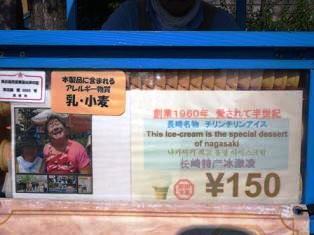 本製品に含まれる
アレルギー物質
乳・小麦
創業1960年 愛されて半世紀
長崎名物 チリンチリンアイス
This ice-cream is the special dessert
of nagasaki
长崎特产冰激凌
¥150